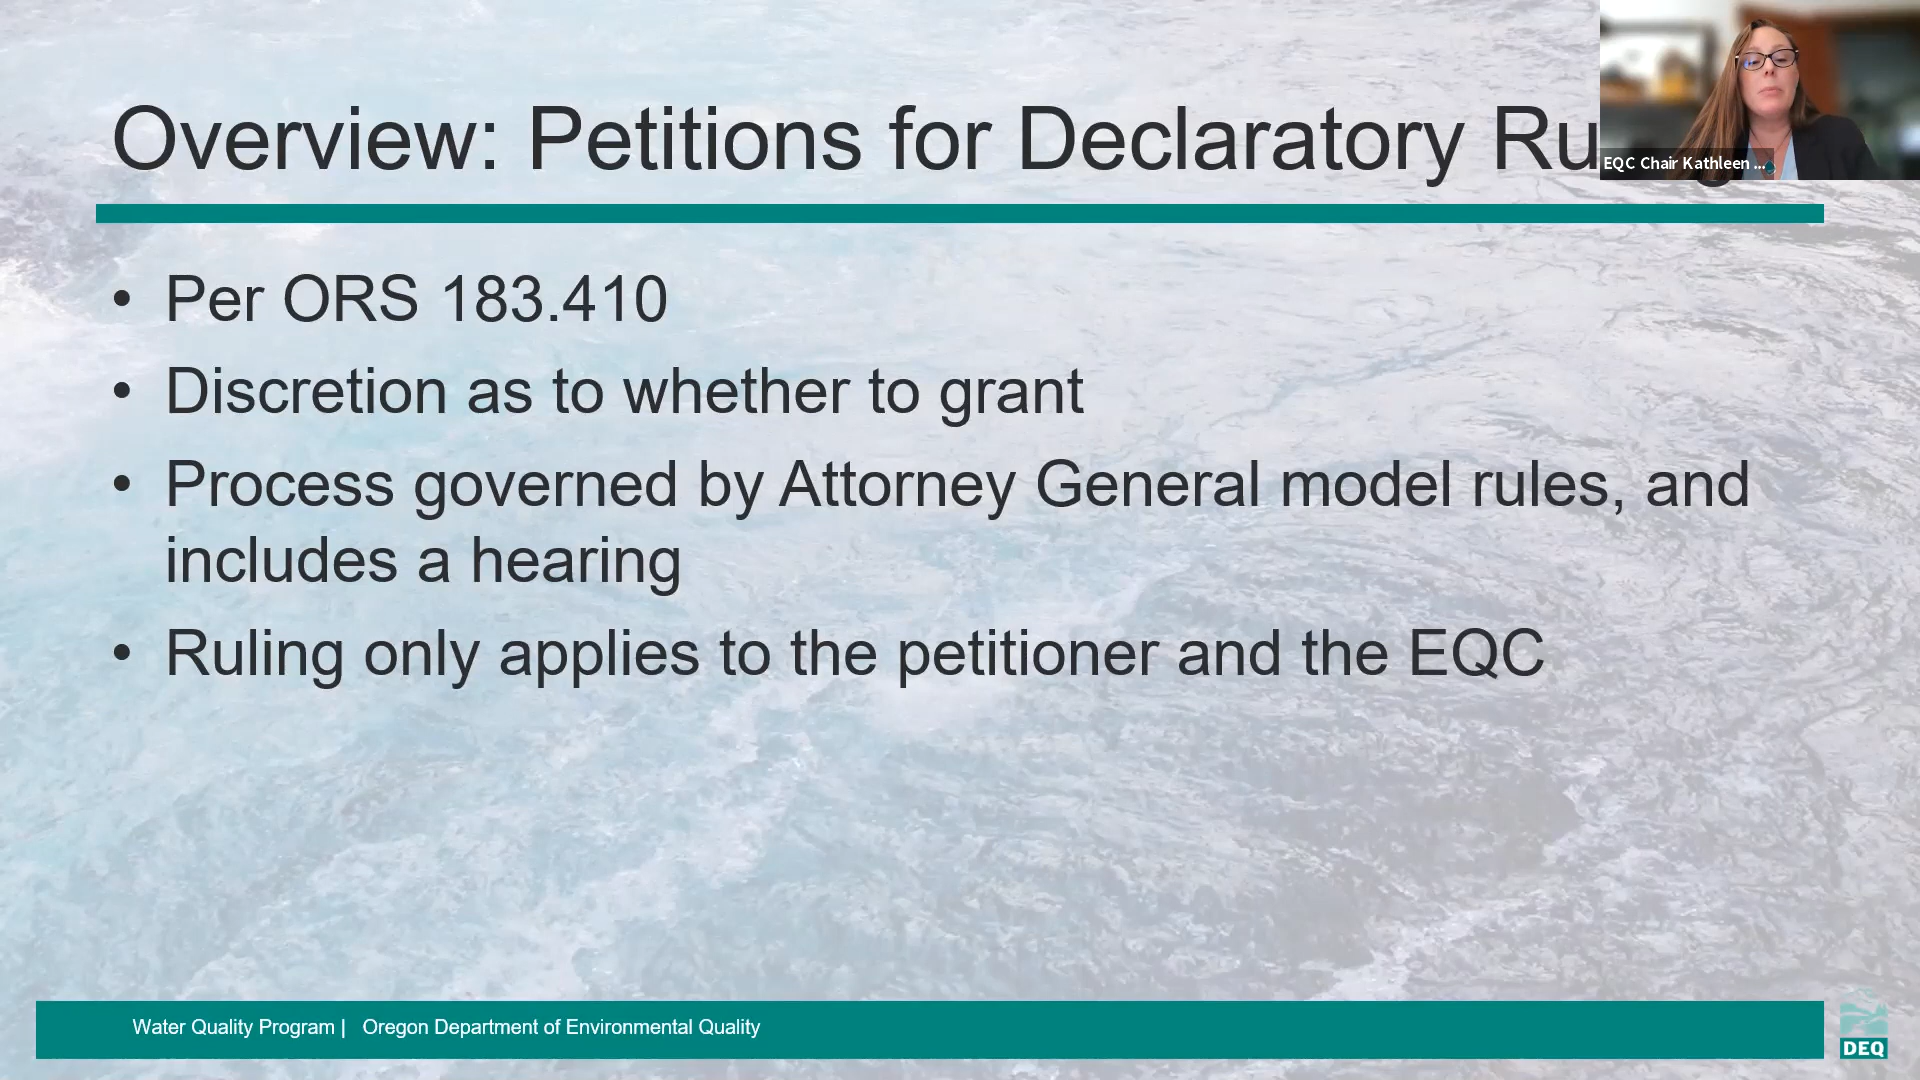 Overview: Petitions for Declaratory
EQC Chair Kathleen ...
• Per ORS 183.410
• Discretion as to whether to grant
• Process governed by Attorney General model rules, and
includes a hearing
• Ruling only applies to the petitioner and the EQC
Water Quality Program | Oregon Department of Environmental Quality
DEQ